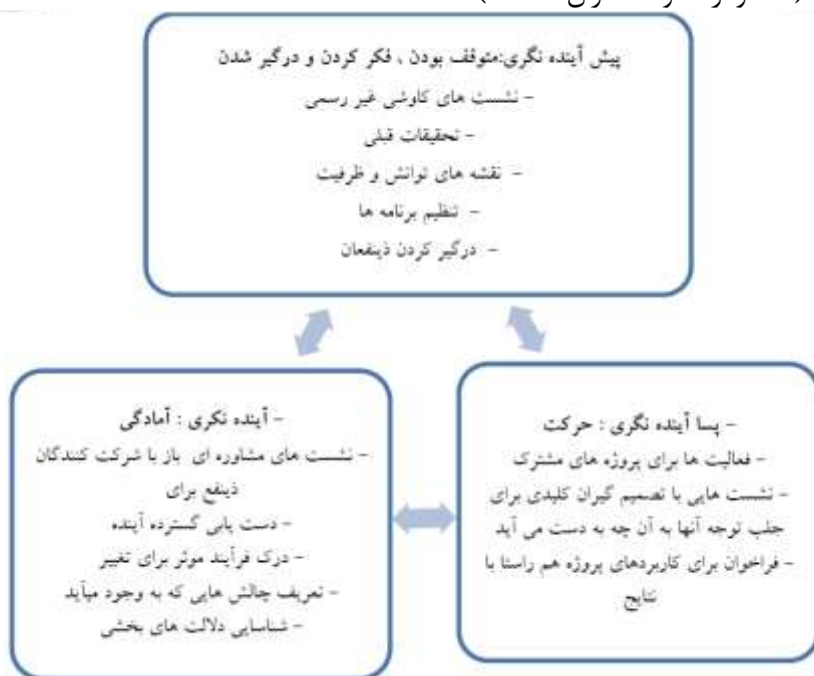 پیش آینده نگری:متوقف بودن ، فکر کردن و درگیر شدن
- نشست های کاوشی غیر رسمی
- تحقیقات قبلی
- نقشه های توانش و ظرفیت
- تنظیم برنامه ها
- درگیر کردن ذینفعان
- آینده نگری : آمادگی
- نشست های مشاوره ای باز با شرکت کنندگان
ذینفع برای
- دست یابی گسترده آینده
- درک فرآیند موثر برای تغییر
- تعریف چالش هایی که به وجود میآید
- شناسایی دلالت های بخشی
- پسا آینده نگری : حرکت
- فعالیت ها برای پروژه های مشترک
- نشست هایی با تصمیم گیران کلیدی برای
جلب توجه آنها به آن چه به دست می آید
- فراخوان برای کاربردهای پروژه هم راستا با
نتایج